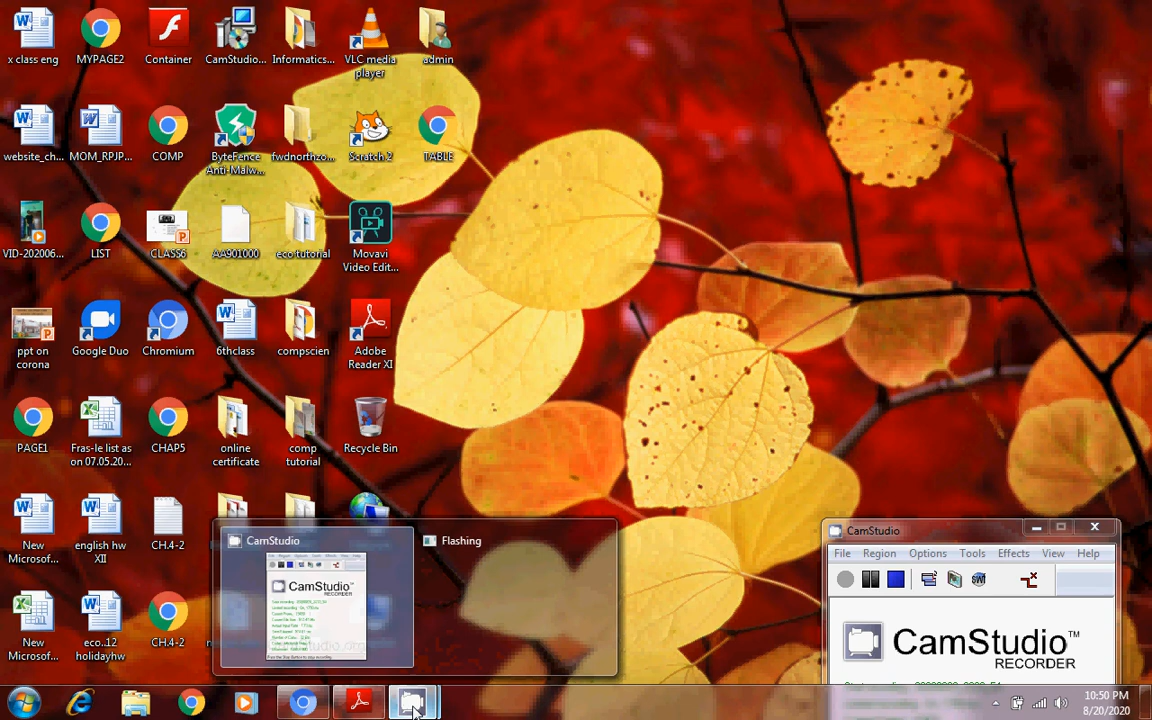 x class eng
MYPAGE2
Container
CamStudio...
Informatics...
VLC media
player
admin
website_ch...
MOM_RPJP...
COMP
ByteFence
Anti-Malw...
fwdnorthzo...
Scratch 2
TABLE
VID-202006...
LIST
CLASS6
AA901000
eco tutorial
Movavi
Video Edit...
ppt on
corona
Google Duo
Chromium
6thclass
compscien
Adobe
Reader XI
PAGE1
Fras-le list as
on 07.05.20...
CHAP5
online
certificate
comp
tutorial
Recycle Bin
New
Microsof...
english hw
XII
CH.4-2
New
Microsof...
eco..12
holidayhw
CH.4-2
CamStudio
Flashing
CamStudio™
RECORDER
CamStudio
File Region Options Tools Effects View Help
CamStudio™
RECORDER
10:50 PM
8/20/2020